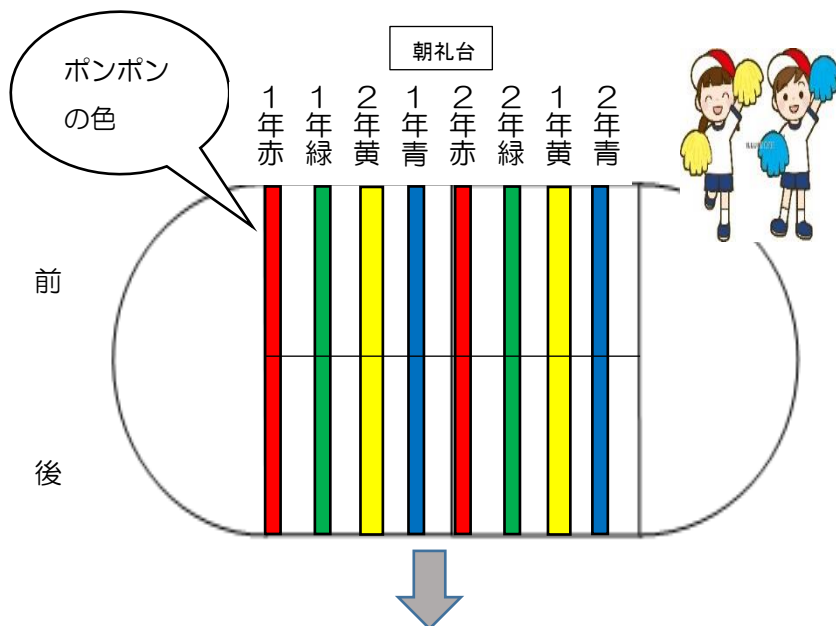 朝礼台
ポンポン
の色
1年赤
1年緑
2年黄
1年青
2年赤
2年緑
1年黄
2年青
前
後